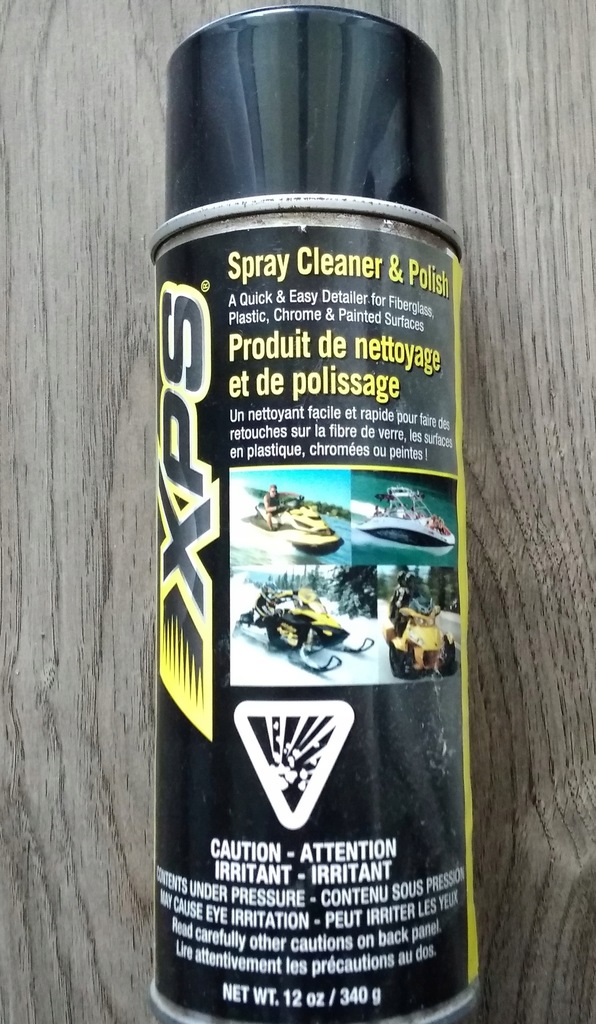 XPS®
Spray Cleaner & Polish
A Quick & Easy Detailer for Fiberglass,
Plastic, Chrome & Painted Surfaces
Produit de nettoyage
et de polissage
Un nettoyant facile et rapide pour faire des
retouches sur la fibre de verre, les surfaces
en plastique, chromées ou peintes !
CAUTION - ATTENTION
IRRITANT - IRRITANT
CONTENTS UNDER PRESSURE - CONTENU SOUS PRESSION
MAY CAUSE EYE IRRITATION - PEUT IRRITER LES YEUX
Read carefully other cautions on back panel.
Lire attentivement les précautions au dos.
NET WT. 12 oz / 340 g